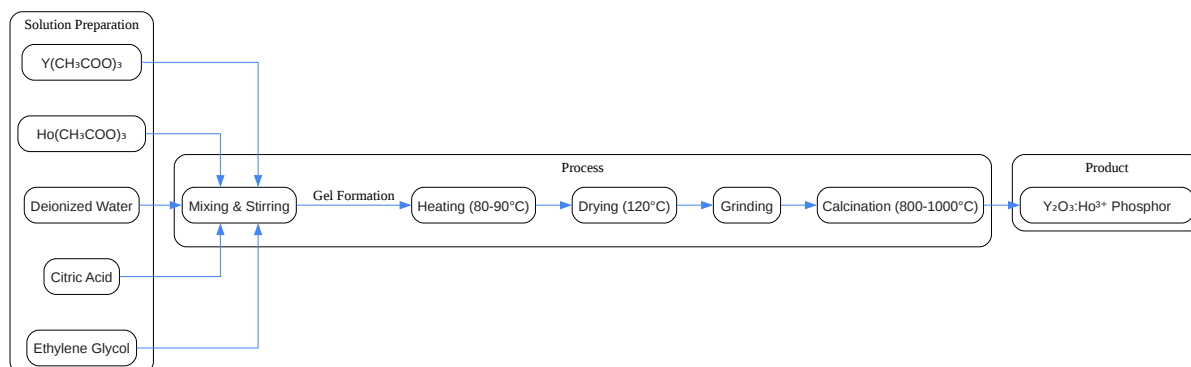 Solution Preparation
Y(CH₃COO)₃
Ho(CH₃COO)₃
Deionized Water
Citric Acid
Ethylene Glycol
Process
Mixing & Stirring
Gel Formation
Heating (80-90°C)
Drying (120°C)
Grinding
Calcination (800-1000°C)
Product
Y₂O₃:Ho³⁺ Phosphor